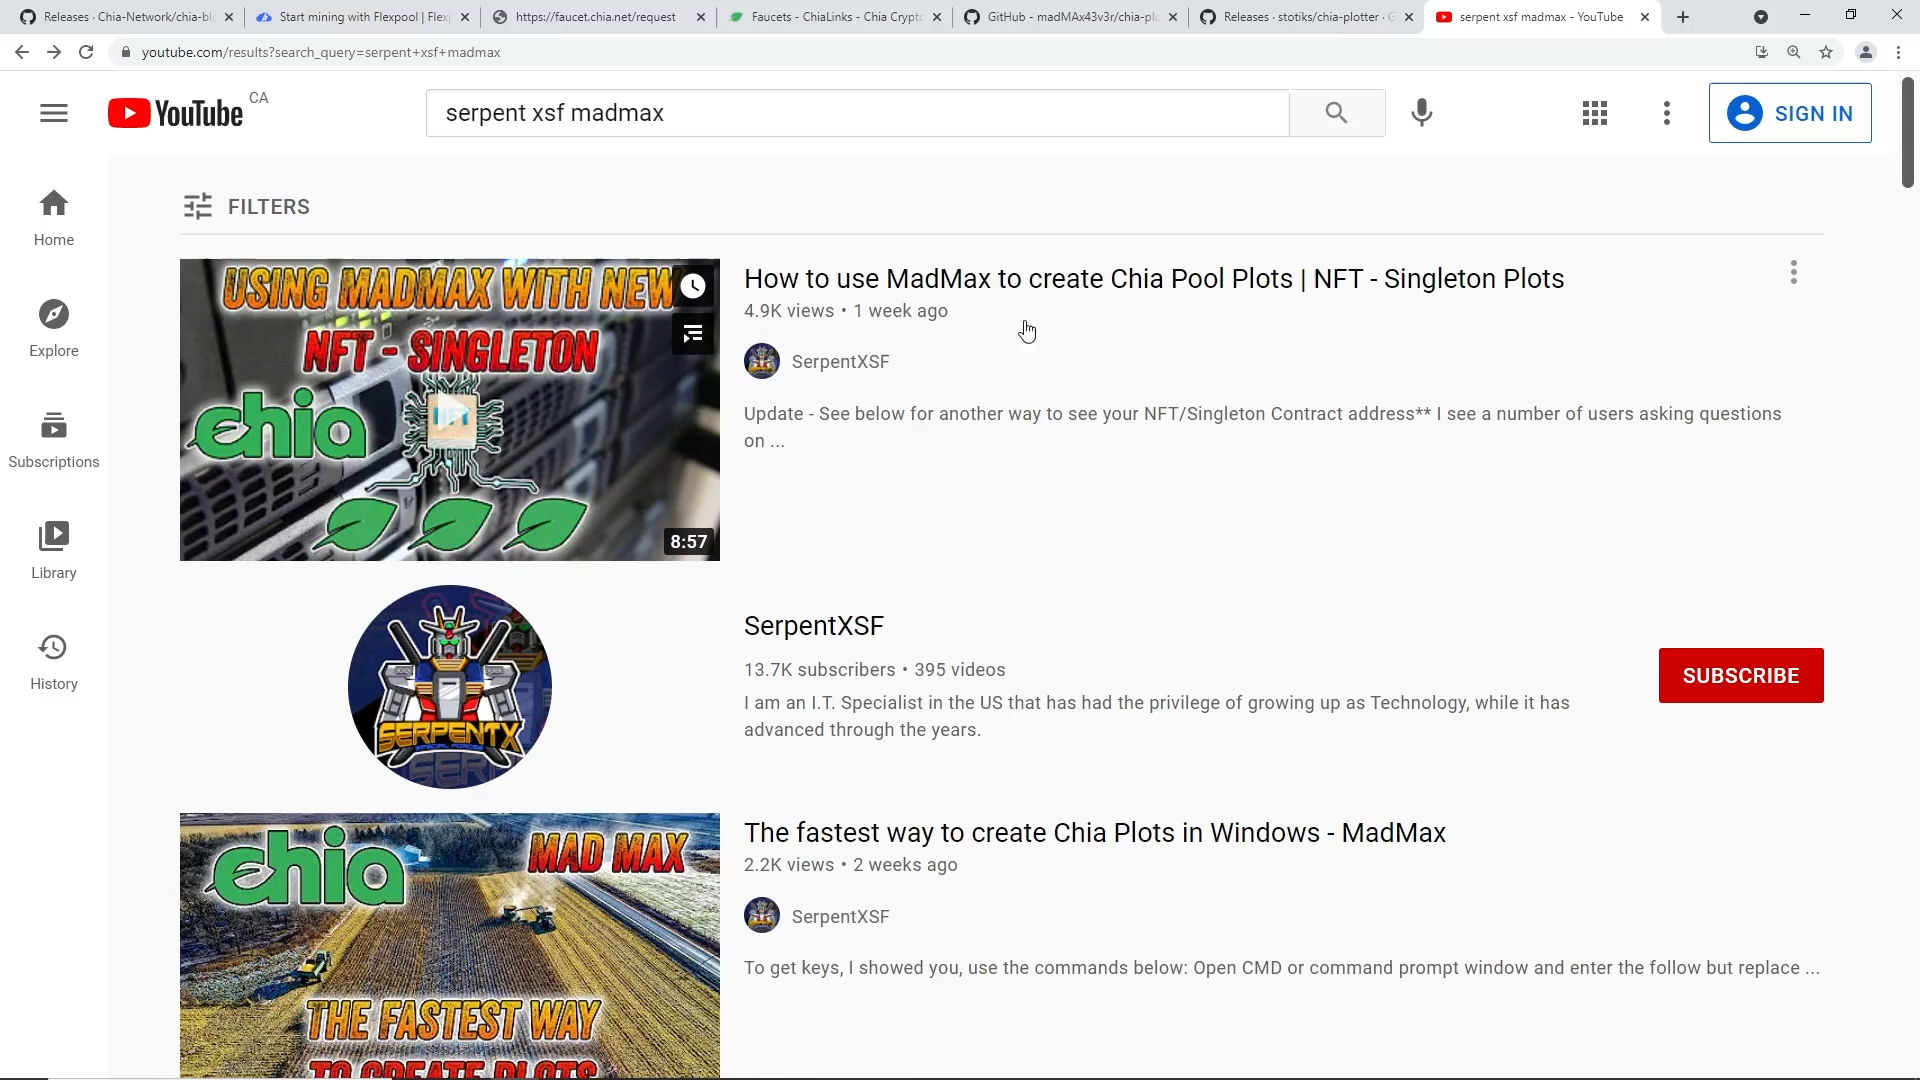 Releases · Chia-Network/chia-bl
Start mining with Flexpool | Flex
https://faucet.chia.net/request
Faucets - ChiaLinks - Chia Crypto
GitHub - madMAx43v3r/chia-pl
Releases · stotiks/chia-plotter · G
serpent xsf madmax - YouTube
youtube.com/results?search_query=serpent+xsf+madmax
YouTube CA
serpent xsf madmax
SIGN IN
Home
Explore
Subscriptions
Library
History
FILTERS
USING MADMAX WITH NEW
NFT - SINGLETON
chia
NFT
8:57
How to use MadMax to create Chia Pool Plots | NFT - Singleton Plots
4.9K views • 1 week ago
SerpentXSF
Update - See below for another way to see your NFT/Singleton Contract address** I see a number of users asking questions
on ...
SERPENTX
SPECIAL FORCES
SERI
SerpentXSF
13.7K subscribers • 395 videos
I am an I.T. Specialist in the US that has had the privilege of growing up as Technology, while it has
advanced through the years.
SUBSCRIBE
chia
MAD MAX
THE FASTEST WAY
TO CREATE PLOTS
The fastest way to create Chia Plots in Windows - MadMax
2.2K views • 2 weeks ago
SerpentXSF
To get keys, I showed you, use the commands below: Open CMD or command prompt window and enter the follow but replace ...